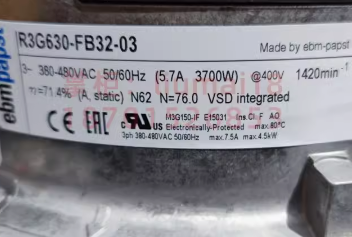 R3G630-FB32-03
Made by ebm-papst
ebmpapst
3~ 380-480VAC 50/60Hz (5.7A 3700W) @400V 1420min⁻¹
η=71.4% (A, static) N62 N=76.0 VSD integrated
CE EAC c UR US
M3G150-IF E15031 Ins.Cl. F AO
Electronically-Protected max.80°C
3ph 380-480VAC 50/60Hz max.7.5A max.4.5kW